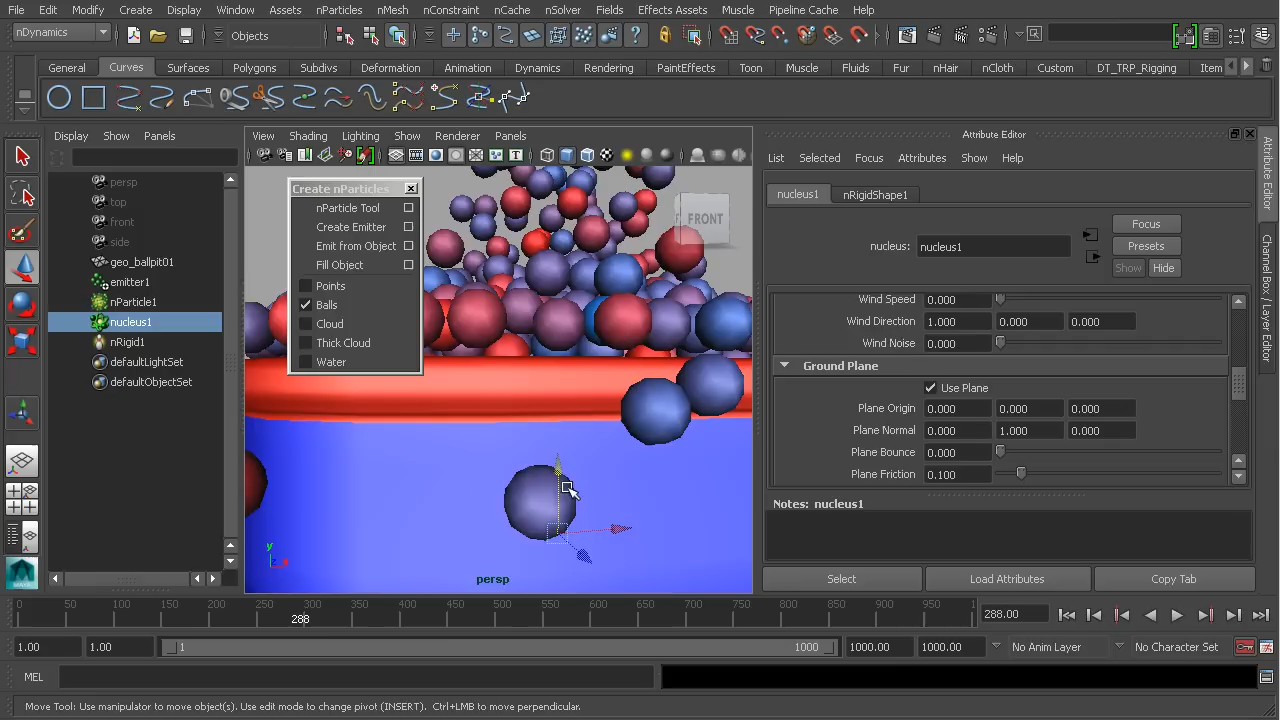 File Edit Modify Create Display Window Assets nParticles nMesh nConstraint nCache nSolver Fields Effects Assets Muscle Pipeline Cache Help
nDynamics Objects
General Curves Surfaces Polygons Subdivs Deformation Animation Dynamics Rendering PaintEffects Toon Muscle Fluids Fur nHair nCloth Custom DT_TRP_Rigging Item
Display Show Panels
View Shading Lighting Show Renderer Panels
Attribute Editor
List Selected Focus Attributes Show Help
persp
top
front
side
geo_ballpit01
emitter1
nParticle1
nucleus1
nRigid1
defaultLightSet
defaultObjectSet
Create nParticles
nParticle Tool
Create Emitter
Emit from Object
Fill Object
Points
Balls
Cloud
Thick Cloud
Water
FRONT
y
z x
persp
nucleus1 nRigidShape1
nucleus: nucleus1
Focus
Presets
Show Hide
Wind Speed 0.000
Wind Direction 1.000 0.000 0.000
Wind Noise 0.000
Ground Plane
Use Plane
Plane Origin 0.000 0.000 0.000
Plane Normal 0.000 1.000 0.000
Plane Bounce 0.000
Plane Friction 0.100
Notes: nucleus1
Select Load Attributes Copy Tab
Attribute Editor
Channel Box / Layer Editor
0 50 100 150 200 250 300 350 400 450 500 550 600 650 700 750 800 850 900 950 1
288
288.00
1.00 1.00 1 1000 1000.00 1000.00 No Anim Layer No Character Set
MEL
Move Tool: Use manipulator to move object(s). Use edit mode to change pivot (INSERT). Ctrl+LMB to move perpendicular.